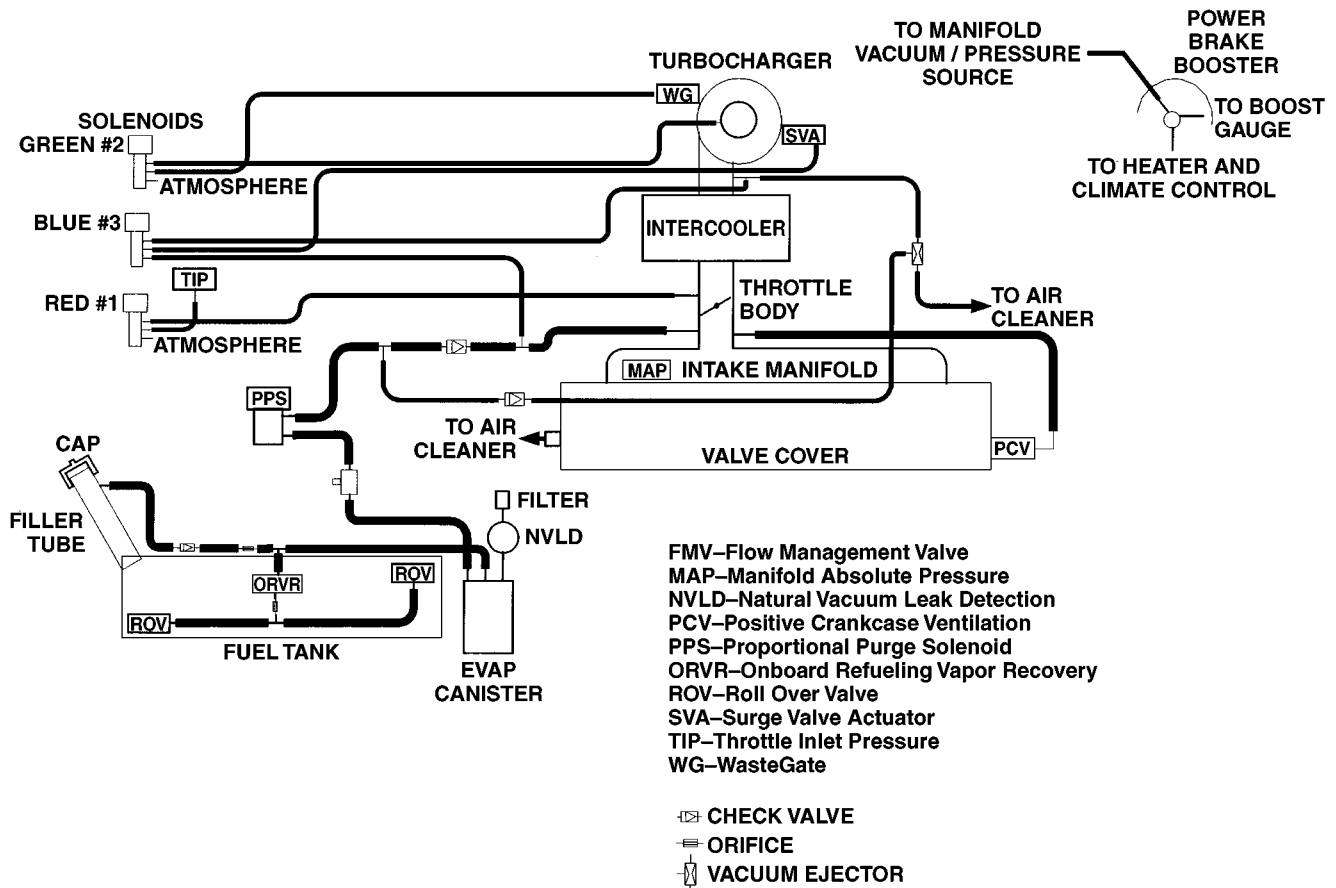 TO MANIFOLD
VACUUM / PRESSURE
SOURCE
POWER
BRAKE
BOOSTER
TO BOOST
GAUGE
TO HEATER AND
CLIMATE CONTROL
TURBOCHARGER
WG
SVA
SOLENOIDS
GREEN #2
ATMOSPHERE
BLUE #3
INTERCOOLER
TIP
RED #1
ATMOSPHERE
THROTTLE
BODY
TO AIR
CLEANER
MAP
INTAKE MANIFOLD
PPS
TO AIR
CLEANER
VALVE COVER
PCV
CAP
FILLER
TUBE
FILTER
NVLD
ORVR
ROV
ROV
FUEL TANK
EVAP
CANISTER
FMV–Flow Management Valve
MAP–Manifold Absolute Pressure
NVLD–Natural Vacuum Leak Detection
PCV–Positive Crankcase Ventilation
PPS–Proportional Purge Solenoid
ORVR–Onboard Refueling Vapor Recovery
ROV–Roll Over Valve
SVA–Surge Valve Actuator
TIP–Throttle Inlet Pressure
WG–WasteGate
CHECK VALVE
ORIFICE
VACUUM EJECTOR